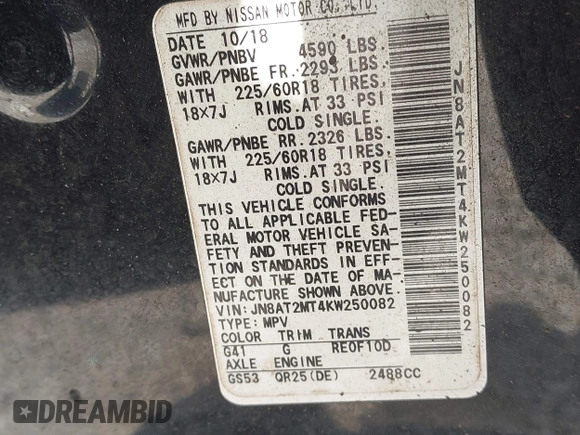 MFD BY NISSAN MOTOR CO., LTD.
DATE 10/18
GVWR/PNBV 4590 LBS.
GAWR/PNBE FR. 2293 LBS.
WITH 225/60R18 TIRES,
18X7J RIMS. AT 33 PSI
COLD SINGLE.
GAWR/PNBE RR. 2326 LBS.
WITH 225/60R18 TIRES,
18X7J RIMS. AT 33 PSI
COLD SINGLE.
THIS VEHICLE CONFORMS
TO ALL APPLICABLE FED-
ERAL MOTOR VEHICLE SA-
FETY AND THEFT PREVEN-
TION STANDARDS IN EFF-
ECT ON THE DATE OF MA-
NUFACTURE SHOWN ABOVE.
VIN: JN8AT2MT4KW250082
TYPE: MPV
COLOR TRIM TRANS
G41 G RE0F10D
AXLE ENGINE
GS53 QR25(DE) 2488CC
JN8AT2MT4KW250082
DREAMBID